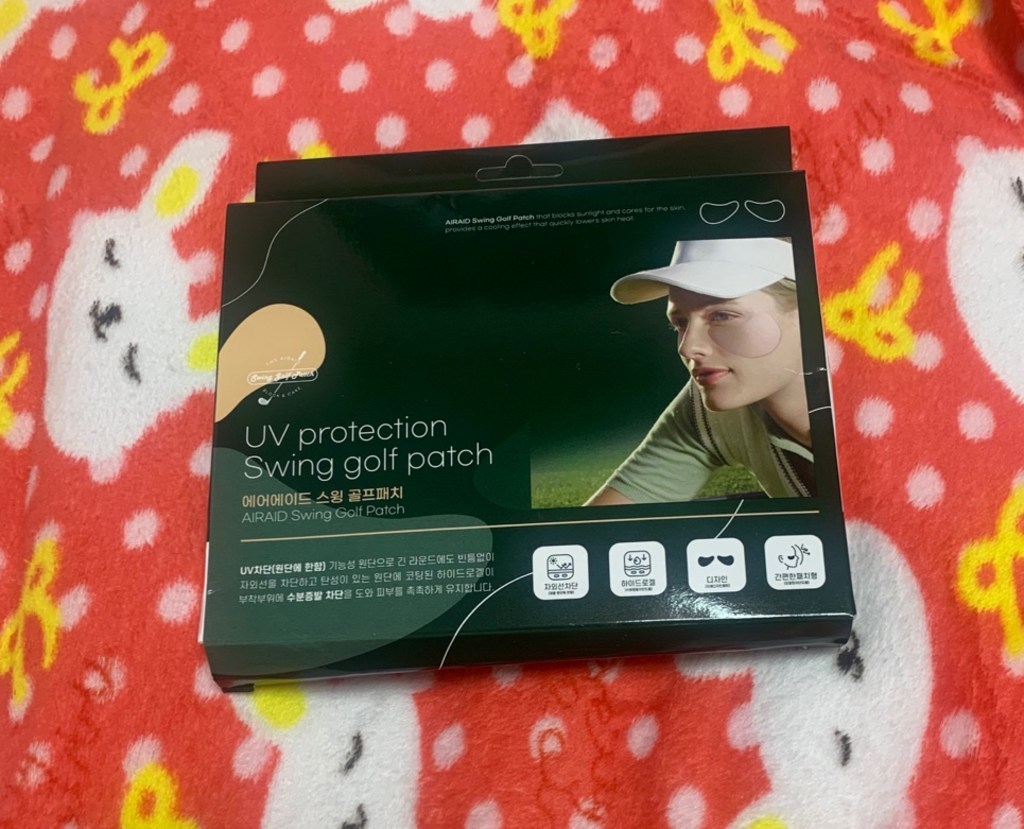 AIRAID Swing Golf Patch that blocks sunlight and cares for the skin,
provides a cooling effect that quickly lowers skin heat.
Swing Golf Patch
UV protection
Swing golf patch
에어에이드 스윙 골프패치
AIRAID Swing Golf Patch
UV차단(원단에 한함) 기능성 원단으로 긴 라운드에도 빈틈없이
자외선을 차단하고 탄성이 있는 원단에 코팅된 하이드로겔이
부착부위에 수분증발 차단을 도와 피부를 촉촉하게 유지합니다.
자외선차단
하이드로겔
디자인
간편한패치형